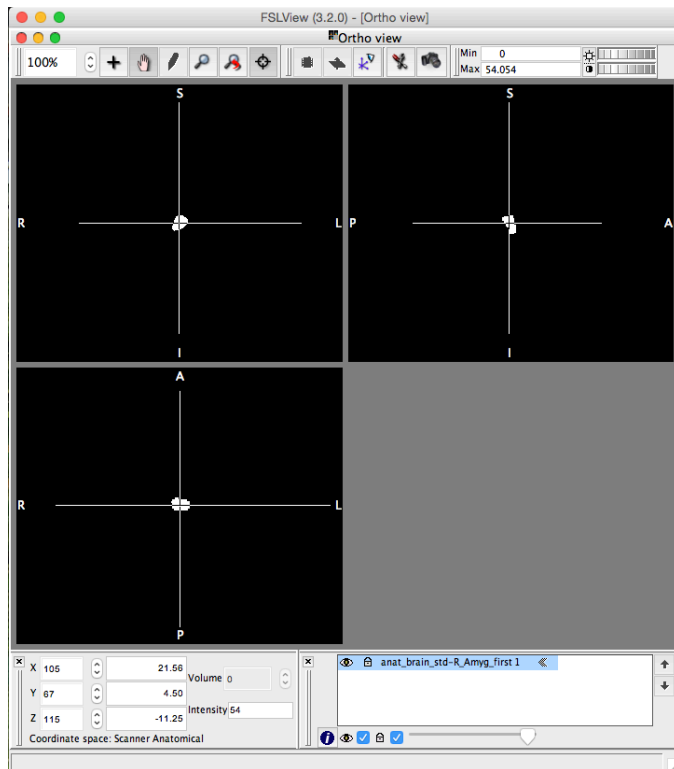 FSLView (3.2.0) - [Ortho view]
Ortho view
100%
Min 0
Max 54.054
S
R L
I
S
P A
I
A
R L
P
X 105 21.56
Y 67 4.50
Z 115 -11.25
Volume 0
Intensity 54
Coordinate space: Scanner Anatomical
anat_brain_std-R_Amyg_first 1